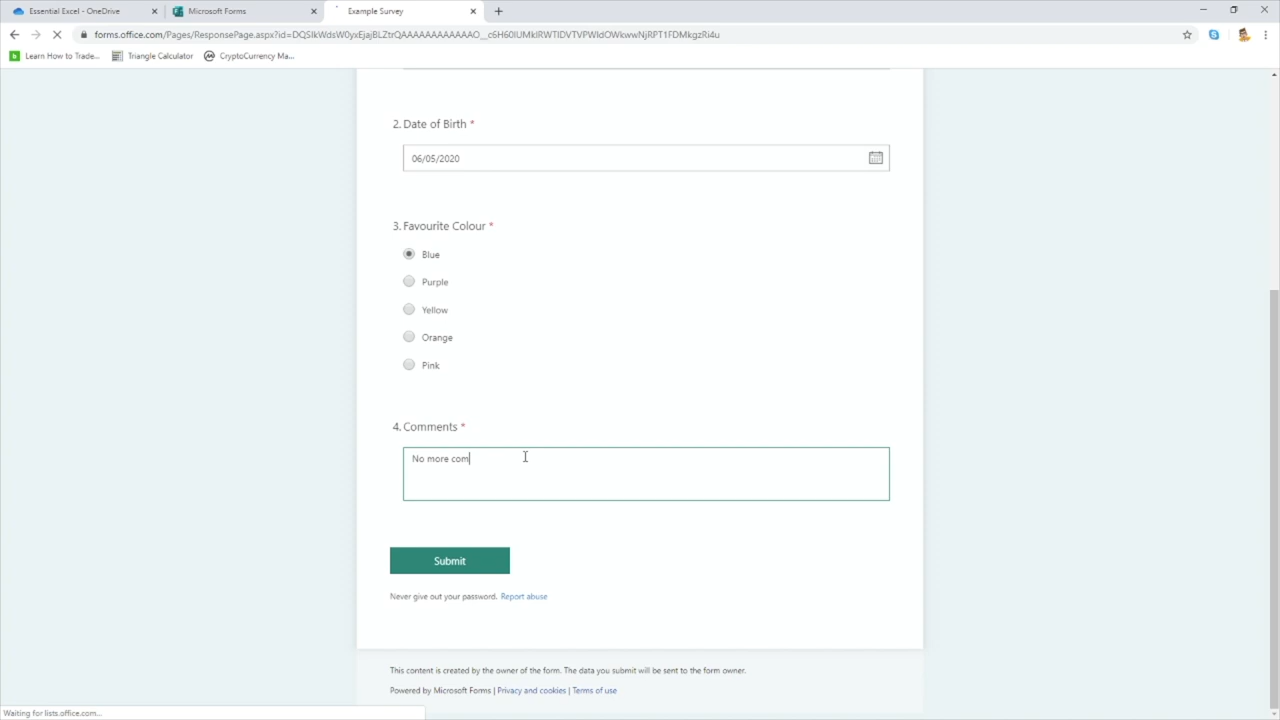 Essential Excel - OneDrive
Microsoft Forms
Example Survey
forms.office.com/Pages/ResponsePage.aspx?id=DQSIkWdsW0yxEjajBLZtrQAAAAAAAAAAAAO__c6H60IUMklRWTlDVTVPWldOWkwwNjRPT1FDMkgzRi4u
Learn How to Trade...
Triangle Calculator
CryptoCurrency Ma...
2. Date of Birth *
06/05/2020
3. Favourite Colour *
Blue
Purple
Yellow
Orange
Pink
4. Comments *
No more com
Submit
Never give out your password. Report abuse
This content is created by the owner of the form. The data you submit will be sent to the form owner.
Powered by Microsoft Forms | Privacy and cookies | Terms of use
Waiting for lists.office.com...